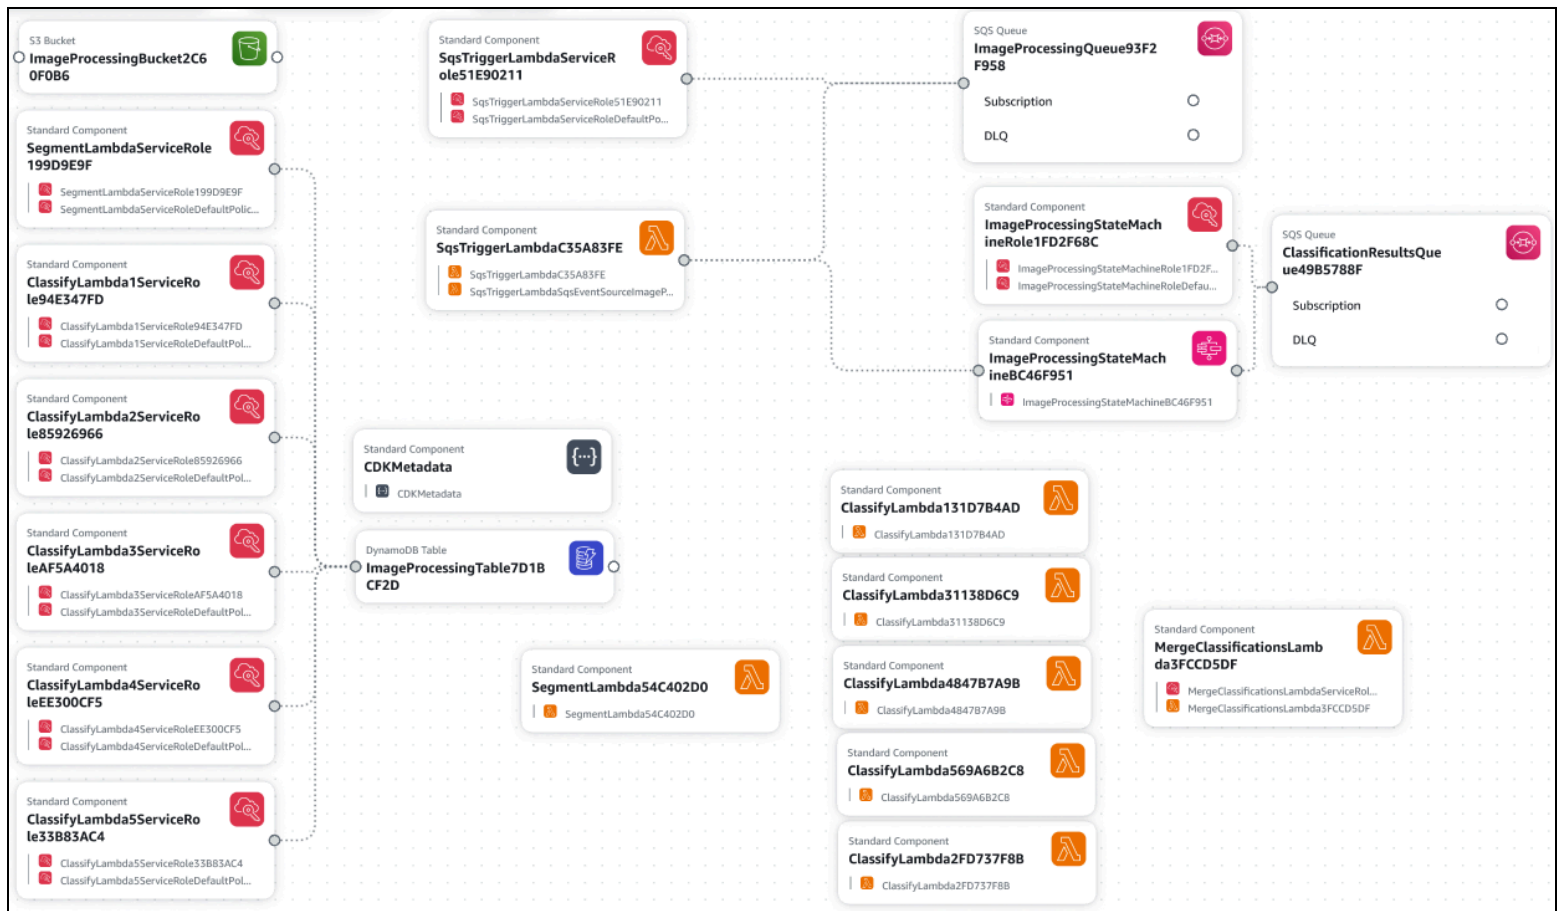 S3 Bucket
ImageProcessingBucket2C6
0F0B6
Standard Component
SegmentLambdaServiceRole
199D9E9F
SegmentLambdaServiceRole199D9E9F
SegmentLambdaServiceRoleDefaultPolic...
Standard Component
ClassifyLambda1ServiceRo
le94E347FD
ClassifyLambda1ServiceRole94E347FD
ClassifyLambda1ServiceRoleDefaultPol...
Standard Component
ClassifyLambda2ServiceRo
le85926966
ClassifyLambda2ServiceRole85926966
ClassifyLambda2ServiceRoleDefaultPol...
Standard Component
ClassifyLambda3ServiceRo
leAF5A4018
ClassifyLambda3ServiceRoleAF5A4018
ClassifyLambda3ServiceRoleDefaultPol...
Standard Component
ClassifyLambda4ServiceRo
leEE300CF5
ClassifyLambda4ServiceRoleEE300CF5
ClassifyLambda4ServiceRoleDefaultPol...
Standard Component
ClassifyLambda5ServiceRo
le33B83AC4
ClassifyLambda5ServiceRole33B83AC4
ClassifyLambda5ServiceRoleDefaultPol...
Standard Component
SqsTriggerLambdaServiceR
ole51E90211
SqsTriggerLambdaServiceRole51E90211
SqsTriggerLambdaServiceRoleDefaultPo...
Standard Component
SqsTriggerLambdaC35A83FE
SqsTriggerLambdaC35A83FE
SqsTriggerLambdaSqsEventSourceImageP...
Standard Component
CDKMetadata
CDKMetadata
DynamoDB Table
ImageProcessingTable7D1B
CF2D
Standard Component
SegmentLambda54C402D0
SegmentLambda54C402D0
SQS Queue
ImageProcessingQueue93F2
F958
Subscription
DLQ
Standard Component
ImageProcessingStateMach
ineRole1FD2F68C
ImageProcessingStateMachineRole1FD2F...
ImageProcessingStateMachineRoleDefau...
Standard Component
ImageProcessingStateMach
ineBC46F951
ImageProcessingStateMachineBC46F951
SQS Queue
ClassificationResultsQue
ue49B5788F
Subscription
DLQ
Standard Component
ClassifyLambda131D7B4AD
ClassifyLambda131D7B4AD
Standard Component
ClassifyLambda31138D6C9
ClassifyLambda31138D6C9
Standard Component
ClassifyLambda4847B7A9B
ClassifyLambda4847B7A9B
Standard Component
ClassifyLambda569A6B2C8
ClassifyLambda569A6B2C8
Standard Component
ClassifyLambda2FD737F8B
ClassifyLambda2FD737F8B
Standard Component
MergeClassificationsLamb
da3FCCD5DF
MergeClassificationsLambdaServiceRol...
MergeClassificationsLambda3FCCD5DF